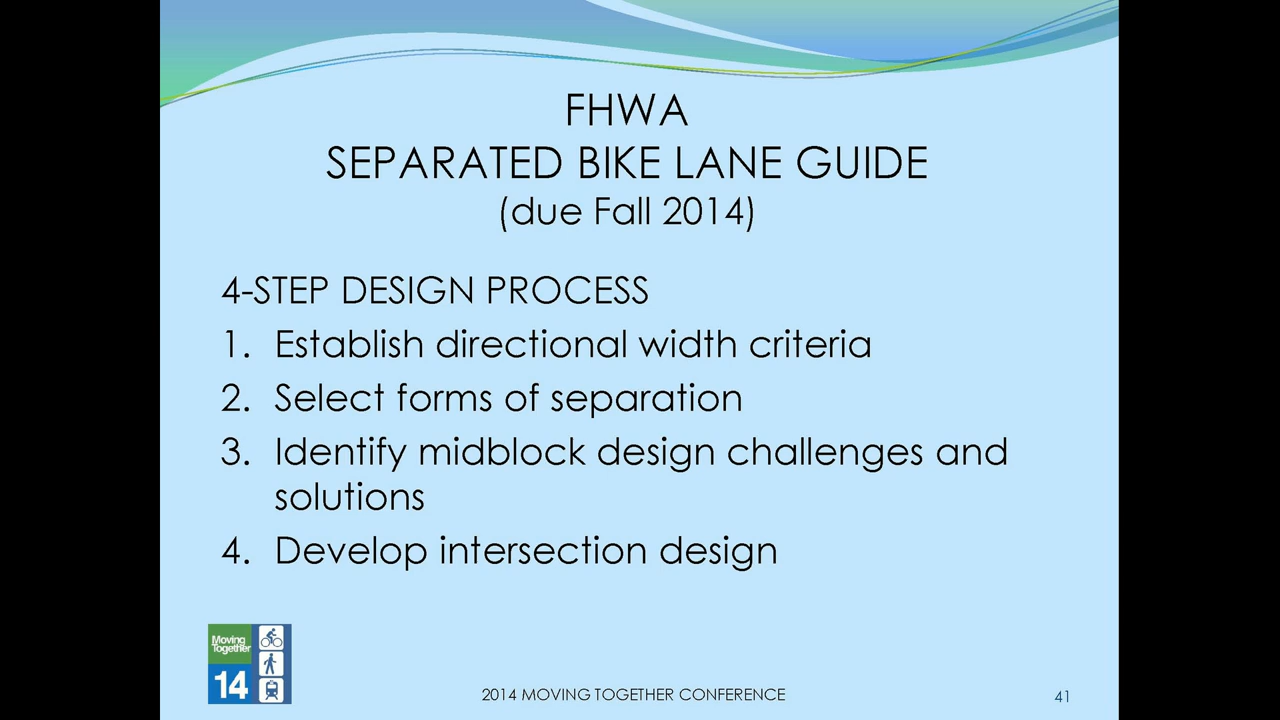 FHWA
SEPARATED BIKE LANE GUIDE
(due Fall 2014)
4-STEP DESIGN PROCESS
1. Establish directional width criteria
2. Select forms of separation
3. Identify midblock design challenges and
solutions
4. Develop intersection design
Moving
Together
14
2014 MOVING TOGETHER CONFERENCE
41